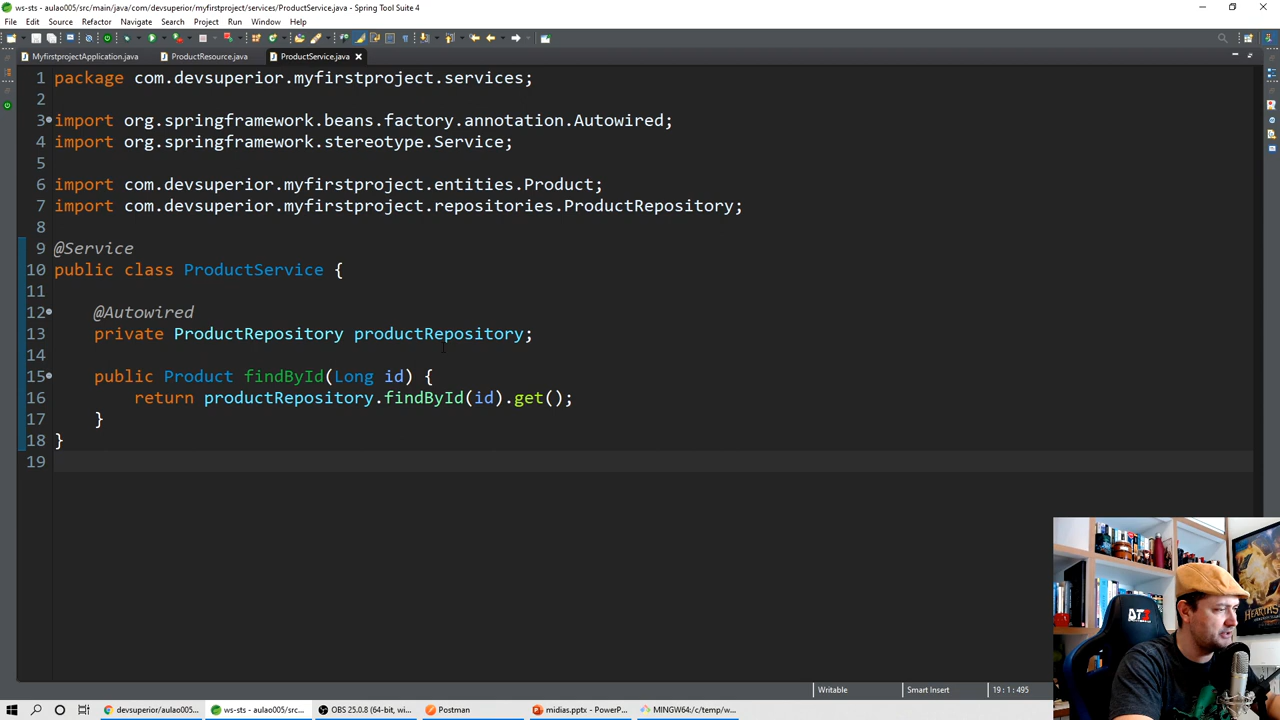 ws-sts - aulao005/src/main/java/com/devsuperior/myfirstproject/services/ProductService.java - Spring Tool Suite 4
File Edit Source Refactor Navigate Search Project Run Window Help
MyfirstprojectApplication.java ProductResource.java ProductService.java
1 package com.devsuperior.myfirstproject.services;
2
3 import org.springframework.beans.factory.annotation.Autowired;
4 import org.springframework.stereotype.Service;
5
6 import com.devsuperior.myfirstproject.entities.Product;
7 import com.devsuperior.myfirstproject.repositories.ProductRepository;
8
9 @Service
10 public class ProductService {
11
12 @Autowired
13 private ProductRepository productRepository;
14
15 public Product findById(Long id) {
16 return productRepository.findById(id).get();
17 }
18 }
19
HEARTHS
DT3
Writable Smart Insert 19 : 1 : 495
devsuperior/aulao005... ws-sts - aulao005/src... OBS 25.0.8 (64-bit, wi... Postman midias.pptx - PowerP... MINGW64:/c/temp/w...